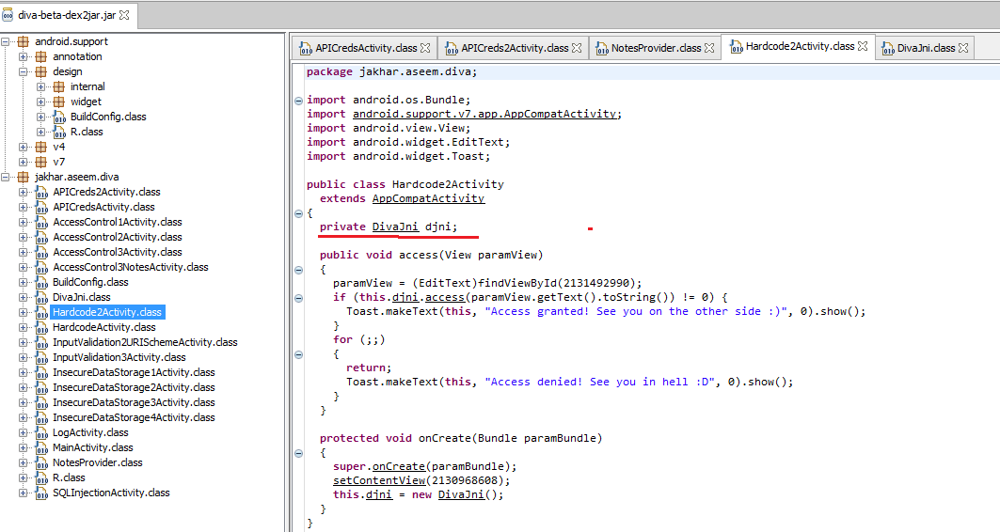 diva-beta-dex2jar.jar
android.support
annotation
design
internal
widget
BuildConfig.class
R.class
v4
v7
jakhar.aseem.diva
APICreds2Activity.class
APICredsActivity.class
AccessControl1Activity.class
AccessControl2Activity.class
AccessControl3Activity.class
AccessControl3NotesActivity.class
BuildConfig.class
DivaJni.class
Hardcode2Activity.class
HardcodeActivity.class
InputValidation2URISchemeActivity.class
InputValidation3Activity.class
InsecureDataStorage1Activity.class
InsecureDataStorage2Activity.class
InsecureDataStorage3Activity.class
InsecureDataStorage4Activity.class
LogActivity.class
MainActivity.class
NotesProvider.class
R.class
SQLInjectionActivity.class
APICredsActivity.class APICreds2Activity.class NotesProvider.class Hardcode2Activity.class DivaJni.class
package jakhar.aseem.diva;
import android.os.Bundle;
import android.support.v7.app.AppCompatActivity;
import android.view.View;
import android.widget.EditText;
import android.widget.Toast;
public class Hardcode2Activity
extends AppCompatActivity
{
private DivaJni djni;
public void access(View paramView)
{
paramView = (EditText)findViewById(2131492990);
if (this.djni.access(paramView.getText().toString()) != 0) {
Toast.makeText(this, "Access granted! See you on the other side :)", 0).show();
}
for (;;)
{
return;
Toast.makeText(this, "Access denied! See you in hell :D", 0).show();
}
}
protected void onCreate(Bundle paramBundle)
{
super.onCreate(paramBundle);
setContentView(2130968608);
this.djni = new DivaJni();
}
}